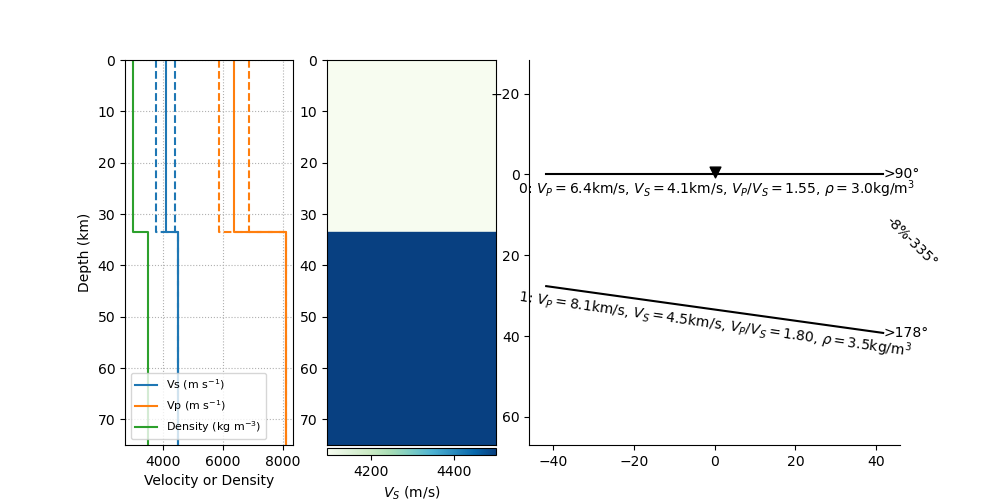 0
10
20
30
40
50
60
70
Depth (km)
Vs (m s⁻¹)
Vp (m s⁻¹)
Density (kg m⁻³)
4000 6000 8000
Velocity or Density
0
10
20
30
40
50
60
70
4200 4400
V_S (m/s)
−20
0
20
40
60
>90°
0: V_P = 6.4km/s, V_S = 4.1km/s, V_P/V_S = 1.55, ρ = 3.0kg/m³
-8%-335°
1: V_P = 8.1km/s, V_S = 4.5km/s, V_P/V_S = 1.80, ρ = 3.5kg/m³
>178°
−40 −20 0 20 40